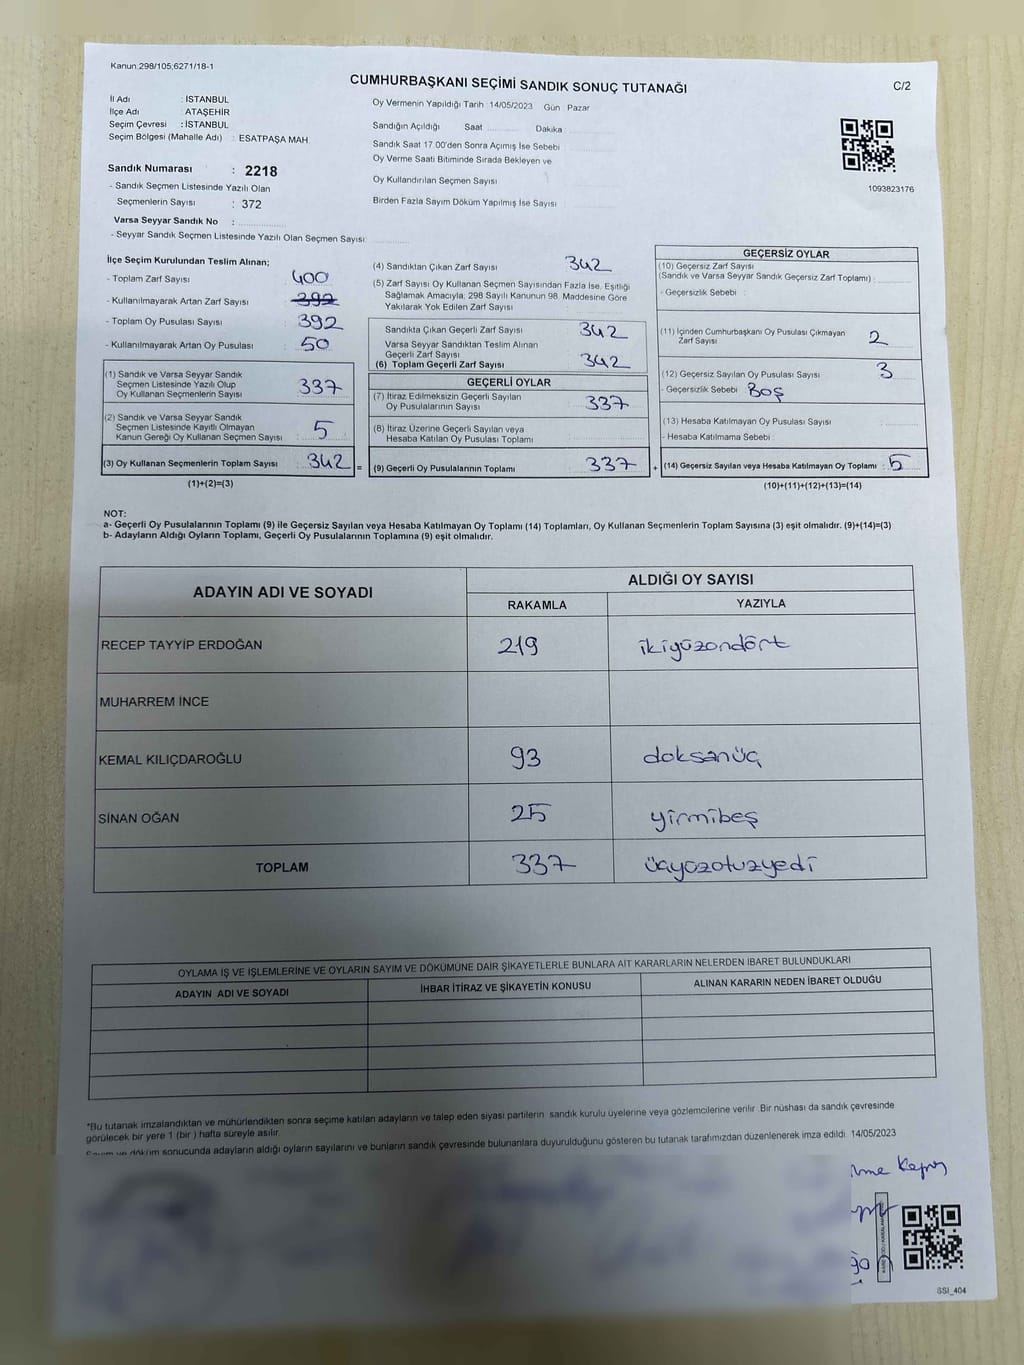 Kanun:298/105;6271/18-1
CUMHURBAŞKANI SEÇİMİ SANDIK SONUÇ TUTANAĞI
C/2
İl Adı : İSTANBUL
İlçe Adı : ATAŞEHİR
Seçim Çevresi : İSTANBUL
Seçim Bölgesi (Mahalle Adı) : ESATPAŞA MAH.
Sandık Numarası : 2218
- Sandık Seçmen Listesinde Yazılı Olan
Seçmenlerin Sayısı : 372
Varsa Seyyar Sandık No :
- Seyyar Sandık Seçmen Listesinde Yazılı Olan Seçmen Sayısı:
Oy Vermenin Yapıldığı Tarih :14/05/2023 Gün : Pazar
Sandığın Açıldığı Saat Dakika :
Sandık Saat 17.00'den Sonra Açımış İse Sebebi
Oy Verme Saati Bitiminde Sırada Bekleyen ve
Oy Kullandırılan Seçmen Sayısı
Birden Fazla Sayım Döküm Yapılmış İse Sayısı
1093823176
İlçe Seçim Kurulundan Teslim Alınan;
- Toplam Zarf Sayısı : 400
- Kullanılmayarak Artan Zarf Sayısı : 392
- Toplam Oy Pusulası Sayısı : 392
- Kullanılmayarak Artan Oy Pusulası : 50
(1) Sandık ve Varsa Seyyar Sandık
Seçmen Listesinde Yazılı Olup
Oy Kullanan Seçmenlerin Sayısı : 337
(2) Sandık ve Varsa Seyyar Sandık
Seçmen Listesinde Kayıtlı Olmayan
Kanun Gereği Oy Kullanan Seçmen Sayısı : 5
(3) Oy Kullanan Seçmenlerin Toplam Sayısı : 342
(1)+(2)=(3)
(4) Sandıktan Çıkan Zarf Sayısı : 342
(5) Zarf Sayısı Oy Kullanan Seçmen Sayısından Fazla İse, Eşitliği
Sağlamak Amacıyla, 298 Sayılı Kanunun 98. Maddesine Göre
Yakılarak Yok Edilen Zarf Sayısı :
Sandıkta Çıkan Geçerli Zarf Sayısı : 342
Varsa Seyyar Sandıktan Teslim Alınan
Geçerli Zarf Sayısı
(6) Toplam Geçerli Zarf Sayısı : 342
GEÇERLİ OYLAR
(7) İtiraz Edilmeksizin Geçerli Sayılan
Oy Pusulalarının Sayısı : 337
(8) İtiraz Üzerine Geçerli Sayılan veya
Hesaba Katılan Oy Pusulası Toplamı :
= (9) Geçerli Oy Pusulalarının Toplamı : 337
GEÇERSİZ OYLAR
(10) Geçersiz Zarf Sayısı
(Sandık ve Varsa Seyyar Sandık Geçersiz Zarf Toplamı) :
- Geçersizlik Sebebi :
(11) İçinden Cumhurbaşkanı Oy Pusulası Çıkmayan
Zarf Sayısı : 2
(12) Geçersiz Sayılan Oy Pusulası Sayısı : 3
- Geçersizlik Sebebi : Boş
(13) Hesaba Katılmayan Oy Pusulası Sayısı :
- Hesaba Katılmama Sebebi :
+ (14) Geçersiz Sayılan veya Hesaba Katılmayan Oy Toplamı : 5
(10)+(11)+(12)+(13)=(14)
NOT:
a- Geçerli Oy Pusulalarının Toplamı (9) ile Geçersiz Sayılan veya Hesaba Katılmayan Oy Toplamı (14) Toplamları, Oy Kullanan Seçmenlerin Toplam Sayısına (3) eşit olmalıdır. (9)+(14)=(3)
b- Adayların Aldığı Oyların Toplamı, Geçerli Oy Pusulalarının Toplamına (9) eşit olmalıdır.
ADAYIN ADI VE SOYADI
ALDIĞI OY SAYISI
RAKAMLA YAZIYLA
RECEP TAYYİP ERDOĞAN 219 ikiyüzondört
MUHARREM İNCE
KEMAL KILIÇDAROĞLU 93 doksanüç
SİNAN OĞAN 25 yirmibeş
TOPLAM 337 üçyüzotuzyedi
OYLAMA İŞ VE İŞLEMLERİNE VE OYLARIN SAYIM VE DÖKÜMÜNE DAİR ŞİKAYETLERLE BUNLARA AİT KARARLARIN NELERDEN İBARET BULUNDUKLARI
ADAYIN ADI VE SOYADI İHBAR İTİRAZ VE ŞİKAYETİN KONUSU ALINAN KARARIN NEDEN İBARET OLDUĞU
*Bu tutanak imzalandıktan ve mühürlendikten sonra seçime katılan adayların ve talep eden siyasi partilerin sandık kurulu üyelerine veya gözlemcilerine verilir. Bir nüshası da sandık çevresinde
görülecek bir yere 1 (bir ) hafta süreyle asılır.
Sayım ve döküm sonucunda adayların aldığı oyların sayılarını ve bunların sandık çevresinde bulunanlara duyurulduğunu gösteren bu tutanak tarafımızdan düzenlenerek imza edildi. 14/05/2023
SSI_404